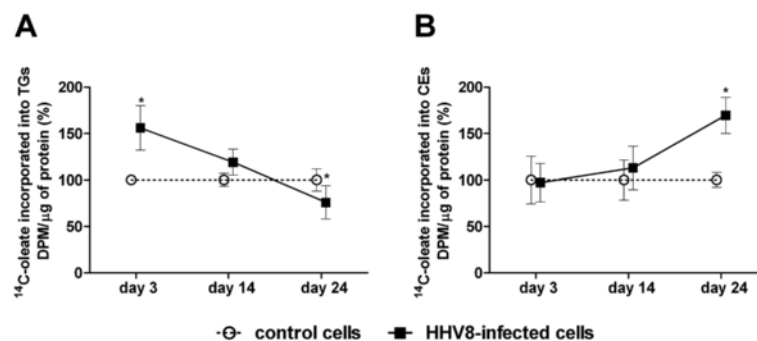 A
B
¹⁴C-oleate incorporated into TGs
DPM/µg of protein (%)
200
150
100
50
0
*
*
day 3
day 14
day 24
¹⁴C-oleate incorporated into CEs
DPM/µg of protein (%)
200
150
100
50
0
*
day 3
day 14
day 24
control cells
HHV8-infected cells